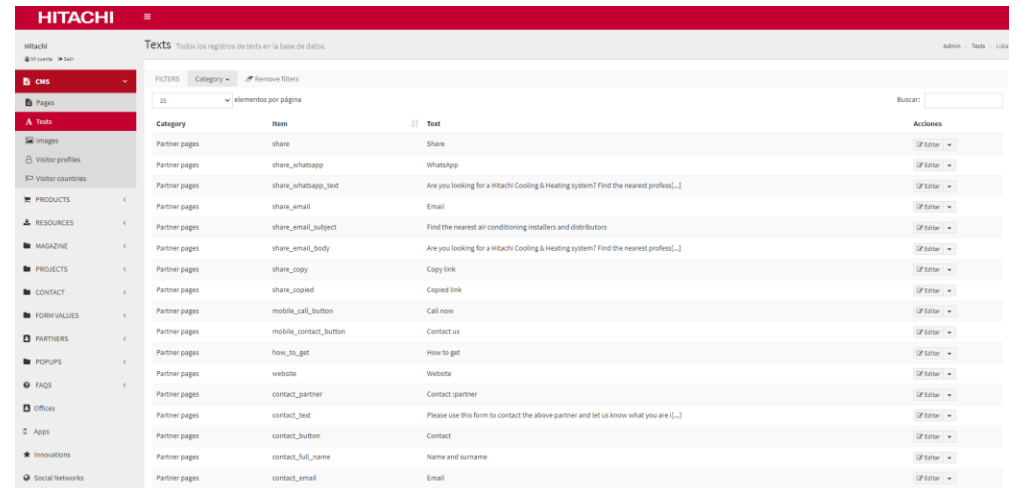 HITACHI
Hitachi
Mi cuenta Salir
Texts Todos los registros de texts en la base de datos.
Admin Texts Lista
CMS
Pages
A Texts
Images
Visitor profiles
Visitor countries
PRODUCTS
RESOURCES
MAGAZINE
PROJECTS
CONTACT
FORM VALUES
PARTNERS
POPUPS
FAQS
Offices
Apps
Innovations
Social Networks
FILTERS Category Remove filters
25 elementos por página Buscar:
Category Item Text Acciones
Partner pages share Share Editar
Partner pages share_whatsapp WhatsApp Editar
Partner pages share_whatsapp_text Are you looking for a Hitachi Cooling & Heating system? Find the nearest profess[...] Editar
Partner pages share_email Email Editar
Partner pages share_email_subject Find the nearest air conditioning installers and distributors Editar
Partner pages share_email_body Are you looking for a Hitachi Cooling & Heating system? Find the nearest profess[...] Editar
Partner pages share_copy Copy link Editar
Partner pages share_copied Copied link Editar
Partner pages mobile_call_button Call now Editar
Partner pages mobile_contact_button Contact us Editar
Partner pages how_to_get How to get Editar
Partner pages website Website Editar
Partner pages contact_partner Contact :partner Editar
Partner pages contact_text Please use this form to contact the above partner and let us know what you are i[...] Editar
Partner pages contact_button Contact Editar
Partner pages contact_full_name Name and surname Editar
Partner pages contact_email Email Editar